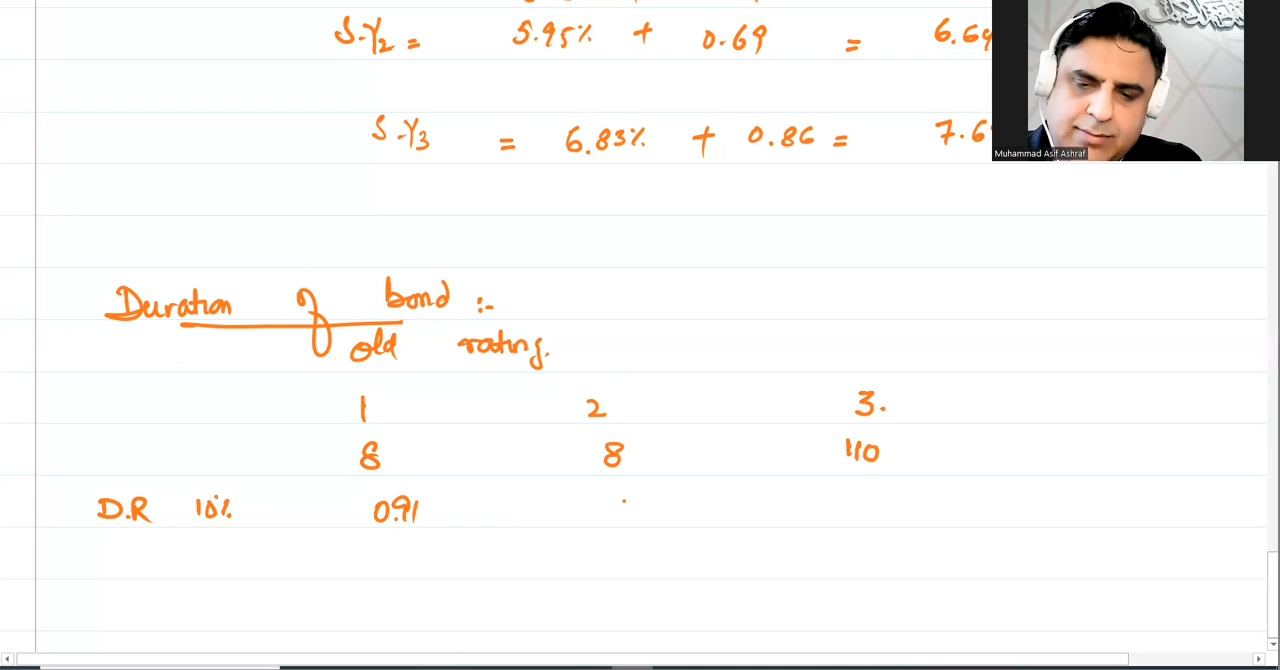 S.Y2 = 5.95% + 0.69 = 6.64
S.Y3 = 6.83% + 0.86 = 7.6
Muhammad Asif Ashraf
Duration of bond :-
old rating.
1 2 3.
8 8 110
D.R 10% 0.91